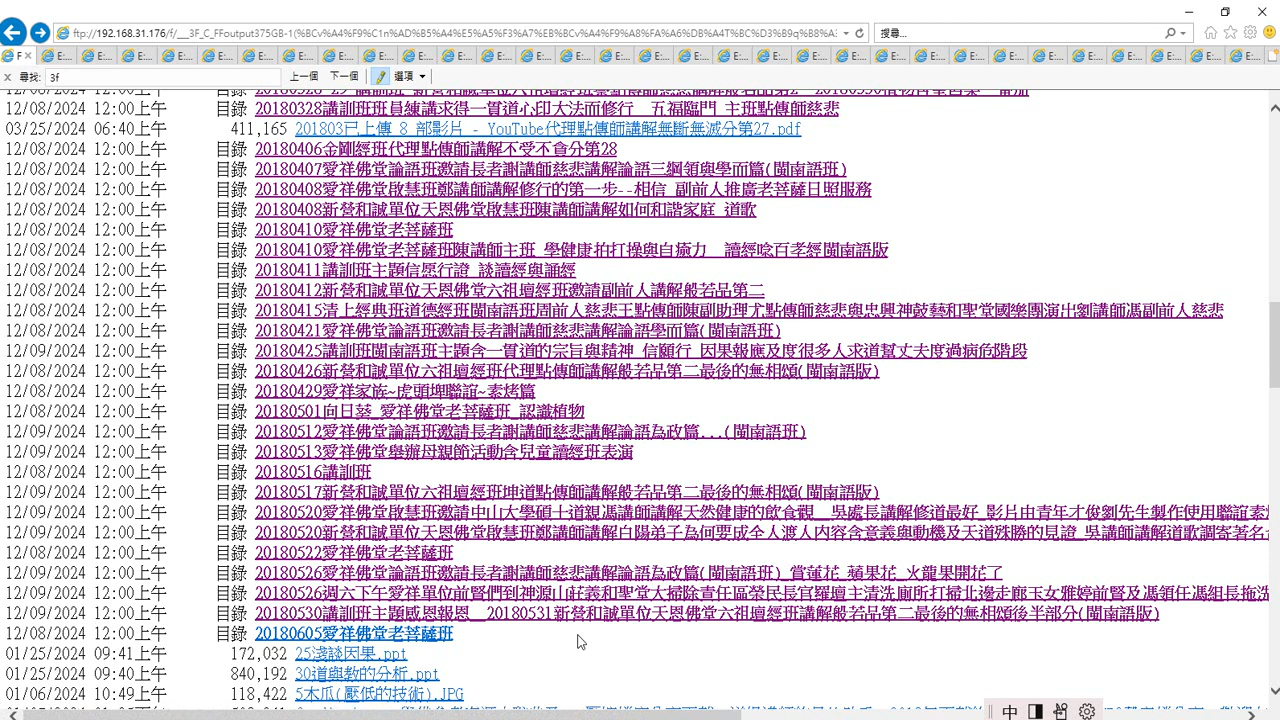 ftp://192.168.31.176/f/___3F_C_FFoutput375GB-1(%8Cv%A4%F9%C1n%AD%B5%A4%E5%A5%F3%A7%EB%BCv%A4%F9%A8%FA%A6%DB%A4T%BC%D3%89q%B8%A: 搜尋...
尋找: 3f 上一個 下一個 選項
12/08/2024 12:00上午 目錄 20180328講訓班班員練講求得一貫道心印大法而修行__五福臨門_主班點傳師慈悲
03/25/2024 06:40上午 411,165 201803已上傳 8 部影片 - YouTube代理點傳師講解無斷無滅分第27.pdf
12/08/2024 12:00上午 目錄 20180406金剛經班代理點傳師講解不受不貪分第28
12/08/2024 12:00上午 目錄 20180407愛祥佛堂論語班邀請長者謝講師慈悲講解論語三綱領與學而篇(閩南語班)
12/08/2024 12:00上午 目錄 20180408愛祥佛堂啟慧班鄭講師講解修行的第一步--相信_副前人推廣老菩薩日照服務
12/08/2024 12:00上午 目錄 20180408新營和誠單位天恩佛堂啟慧班陳講師講解如何和諧家庭_道歌
12/08/2024 12:00上午 目錄 20180410愛祥佛堂老菩薩班
12/08/2024 12:00上午 目錄 20180410愛祥佛堂老菩薩班陳講師主班_學健康拍打操與自癒力__讀經唸百孝經閩南語版
12/08/2024 12:00上午 目錄 20180411講訓班主題信愿行證_談讀經與誦經
12/08/2024 12:00上午 目錄 20180412新營和誠單位天恩佛堂六祖壇經班邀請副前人講解般若品第二
12/08/2024 12:00上午 目錄 20180415清上經典班道德經班閩南語班周前人慈悲王點傳師陳副助理尤點傳師慈悲與忠興神鼓藝和聖堂國樂團演出劉講師馮副前人慈悲
12/08/2024 12:00上午 目錄 20180421愛祥佛堂論語班邀請長者謝講師慈悲講解論語學而篇(閩南語班)
12/09/2024 12:00上午 目錄 20180425講訓班閩南語班主題含一貫道的宗旨與精神_信願行_因果報應及度很多人求道幫丈夫度過病危階段
12/09/2024 12:00上午 目錄 20180426新營和誠單位六祖壇經班代理點傳師講解般若品第二最後的無相頌(閩南語版)
12/09/2024 12:00上午 目錄 20180429愛祥家族~虎頭埤聯誼~素烤篇
12/09/2024 12:00上午 目錄 20180501向日葵_愛祥佛堂老菩薩班_認識植物
12/09/2024 12:00上午 目錄 20180512愛祥佛堂論語班邀請長者謝講師慈悲講解論語為政篇...(閩南語班)
12/09/2024 12:00上午 目錄 20180513愛祥佛堂舉辦母親節活動含兒童讀經班表演
12/09/2024 12:00上午 目錄 20180516講訓班
12/09/2024 12:00上午 目錄 20180517新營和誠單位六祖壇經班坤道點傳師講解般若品第二最後的無相頌(閩南語版)
12/09/2024 12:00上午 目錄 20180520愛祥佛堂啟慧班邀請中山大學碩士道親馮講師講解天然健康的飲食觀__吳處長講解修道最好_影片由青年才俊劉先生製作使用聯誼素
12/09/2024 12:00上午 目錄 20180520新營和誠單位天恩佛堂啟慧班鄭講師講解白陽弟子為何要成全人渡人內容含意義與動機及天道殊勝的見證_吳講師講解道歌調寄著名
12/09/2024 12:00上午 目錄 20180522愛祥佛堂老菩薩班
12/09/2024 12:00上午 目錄 20180526愛祥佛堂論語班邀請長者謝講師慈悲講解論語為政篇(閩南語班)_賞蓮花_蘋果花_火龍果開花了
12/09/2024 12:00上午 目錄 20180526週六下午愛祥單位前賢們到神源山莊義和聖堂大掃除責任區榮民長官羅壇主清洗廁所打掃北邊走廊玉女雅婷前賢及馮領任馮組長拖洗
12/09/2024 12:00上午 目錄 20180530講訓班主題感恩報恩__20180531新營和誠單位天恩佛堂六祖壇經班講解般若品第二最後的無相頌後半部分(閩南語版)
12/08/2024 12:00上午 目錄 20180605愛祥佛堂老菩薩班
01/25/2024 09:41上午 172,032 25淺談因果.ppt
01/25/2024 09:40上午 840,192 30道與教的分析.ppt
01/06/2024 10:49上午 118,422 5木瓜(壓低的技術).JPG
中